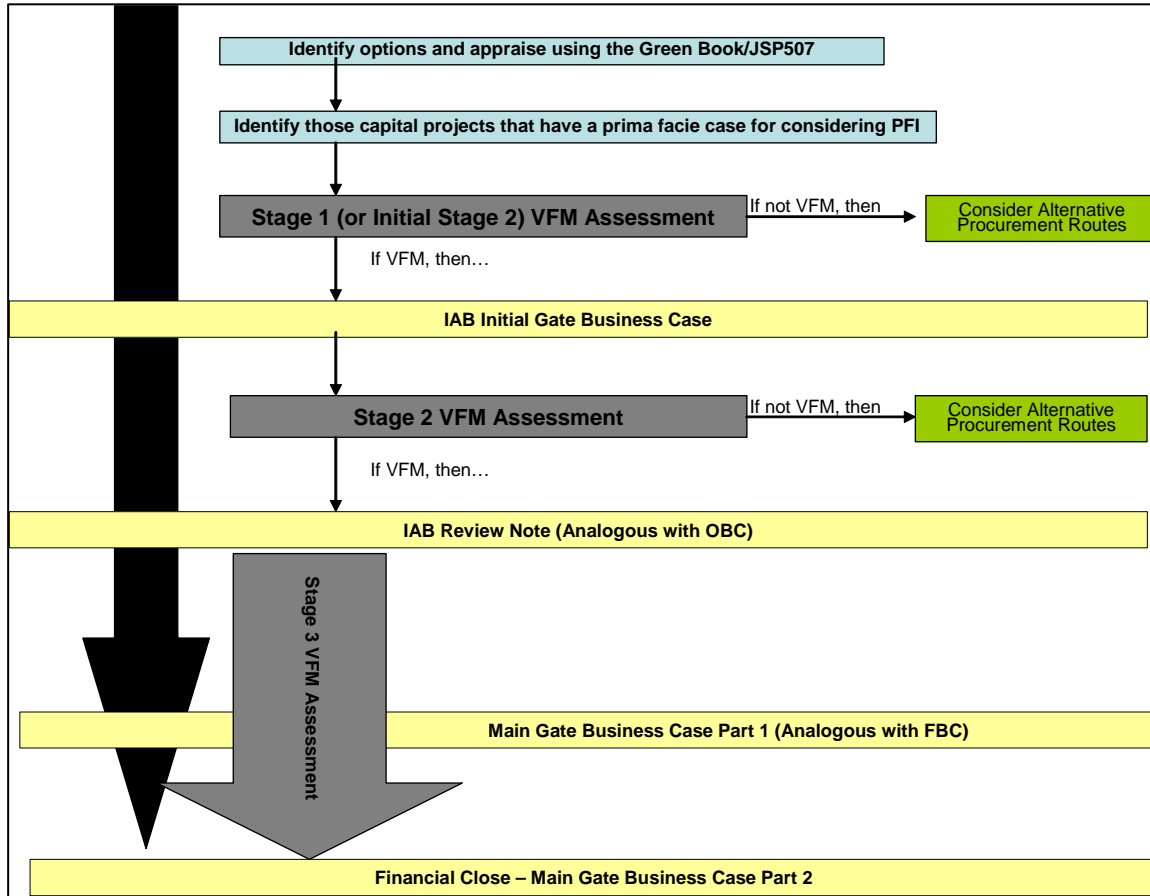 Identify options and appraise using the Green Book/JSP507
Identify those capital projects that have a prima facie case for considering PFI
Stage 1 (or Initial Stage 2) VFM Assessment
If not VFM, then
Consider Alternative
Procurement Routes
If VFM, then…
IAB Initial Gate Business Case
Stage 2 VFM Assessment
If not VFM, then
Consider Alternative
Procurement Routes
If VFM, then…
IAB Review Note (Analogous with OBC)
Stage 3 VFM Assessment
Main Gate Business Case Part 1 (Analogous with FBC)
Financial Close – Main Gate Business Case Part 2